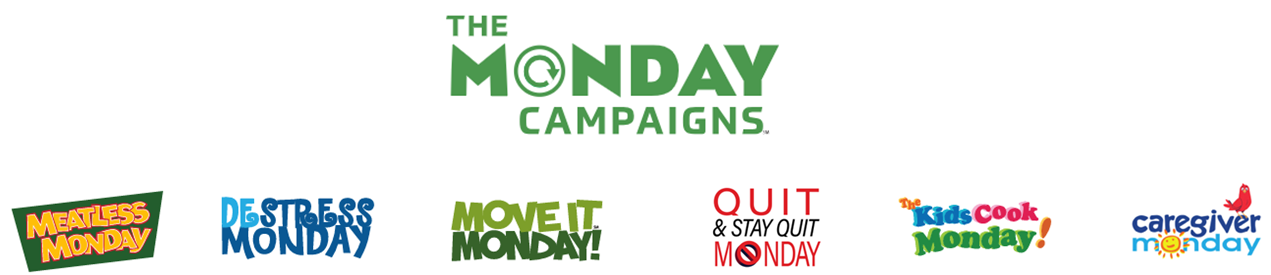 THE
MONDAY
CAMPAIGNS
MEATLESS
MONDAY
DESTRESS
MONDAY
MOVE IT
MONDAY!
QUIT
& STAY QUIT
MONDAY
The
Kids Cook
Monday!
caregiver
monday